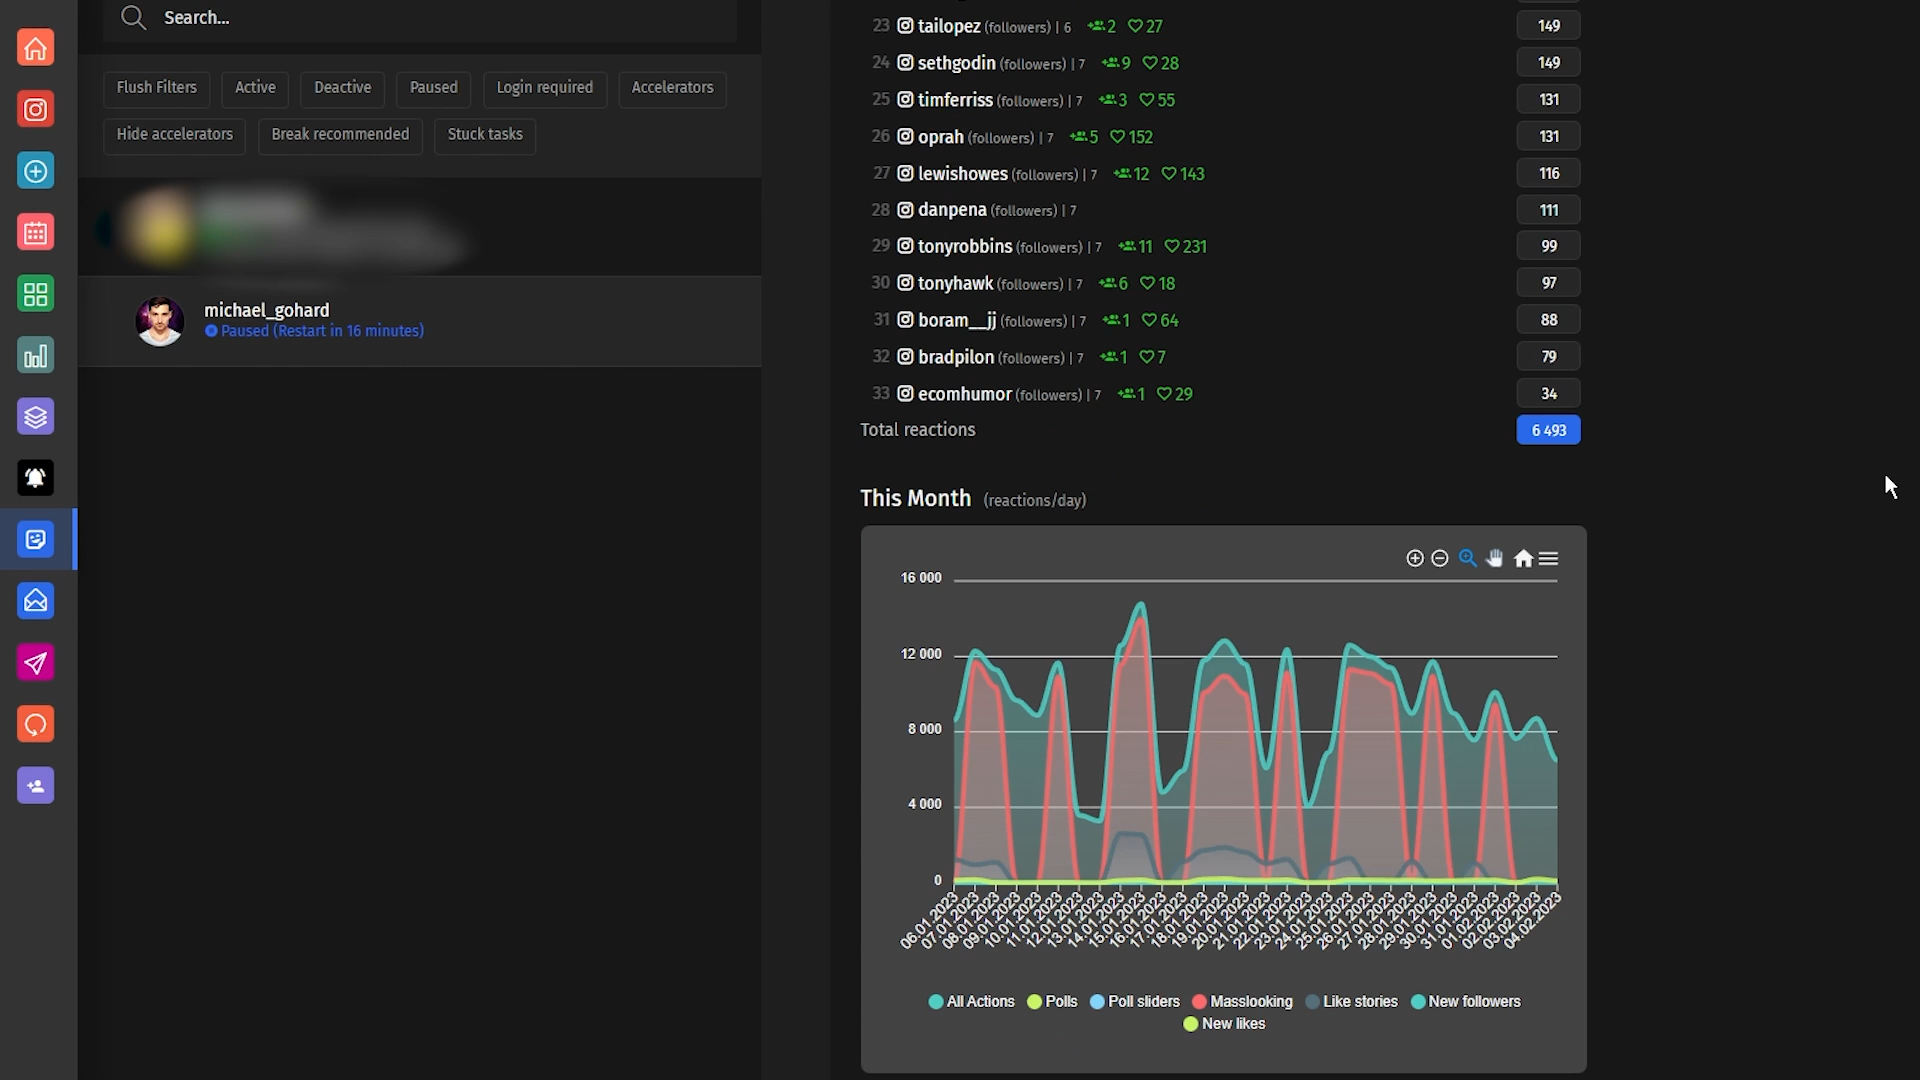 Search...
Flush Filters Active Deactive Paused Login required Accelerators
Hide accelerators Break recommended Stuck tasks
michael_gohard
Paused (Restart in 16 minutes)
23 tailopez (followers) | 6 2 27 149
24 sethgodin (followers) | 7 9 28 149
25 timferriss (followers) | 7 3 55 131
26 oprah (followers) | 7 5 152 131
27 lewishowes (followers) | 7 12 143 116
28 danpena (followers) | 7 111
29 tonyrobbins (followers) | 7 11 231 99
30 tonyhawk (followers) | 7 6 18 97
31 boram__jj (followers) | 7 1 64 88
32 bradpilon (followers) | 7 1 7 79
33 ecomhumor (followers) | 7 1 29 34
Total reactions 6 493
This Month (reactions/day)
16 000
12 000
8 000
4 000
0
06.01.2023 07.01.2023 08.01.2023 09.01.2023 10.01.2023 11.01.2023 12.01.2023 13.01.2023 14.01.2023 15.01.2023 16.01.2023 17.01.2023 18.01.2023 19.01.2023 20.01.2023 21.01.2023 22.01.2023 23.01.2023 24.01.2023 25.01.2023 26.01.2023 27.01.2023 28.01.2023 29.01.2023 30.01.2023 31.01.2023 01.02.2023 02.02.2023 03.02.2023 04.02.2023
All Actions Polls Poll sliders Masslooking Like stories New followers
New likes